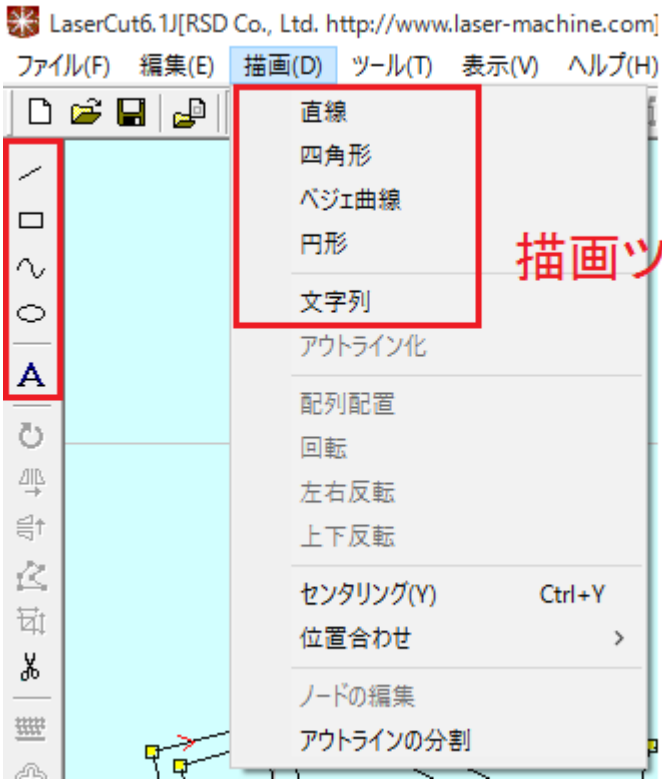 LaserCut6.1J[RSD Co., Ltd. http://www.laser-machine.com]
ファイル(F) 編集(E) 描画(D) ツール(T) 表示(V) ヘルプ(H)
直線
四角形
ベジェ曲線
円形
描画ツ
文字列
A
アウトライン化
配列配置
回転
左右反転
上下反転
センタリング(Y) Ctrl+Y
位置合わせ
ノードの編集
アウトラインの分割